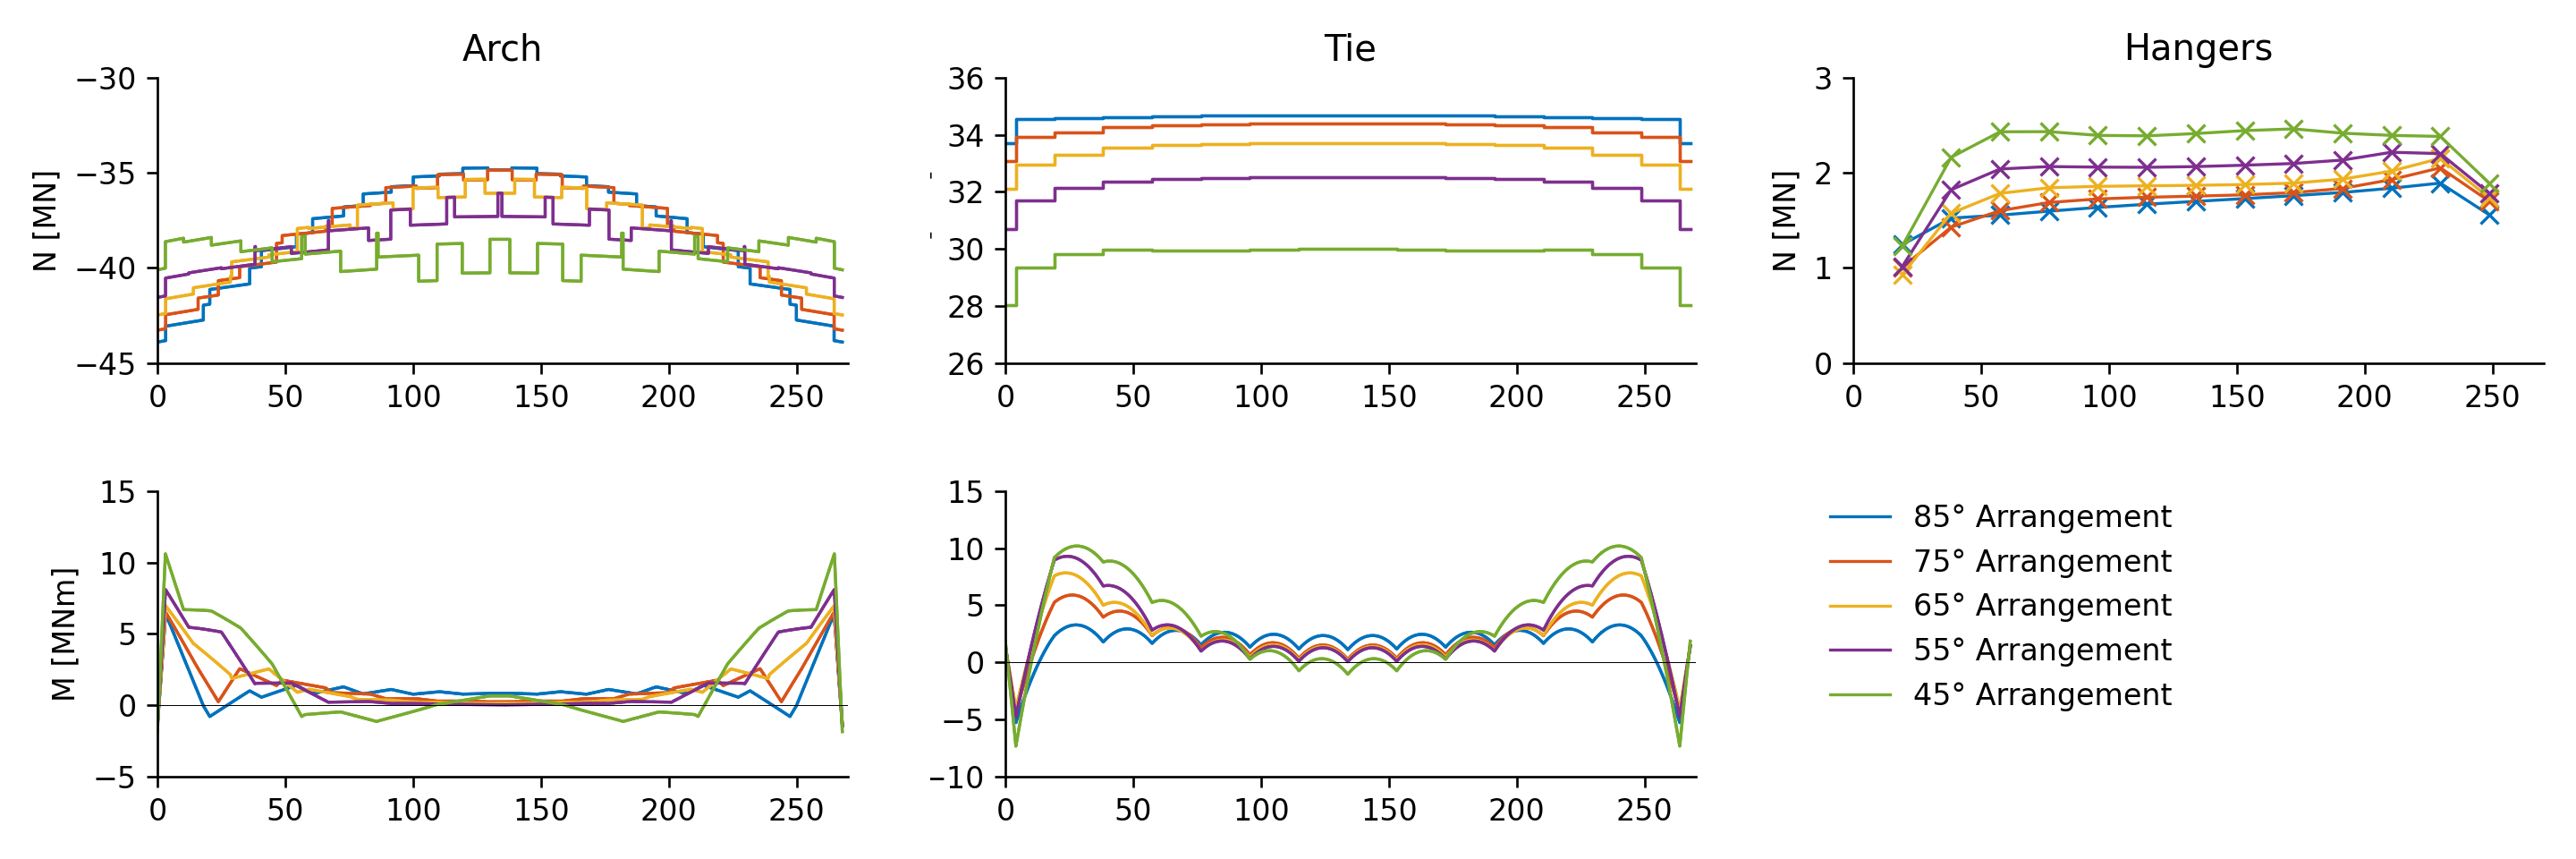 Arch
Tie
Hangers
N [MN]
−30
−35
−40
−45
0 50 100 150 200 250
36
34
32
30
28
26
0 50 100 150 200 250
N [MN]
3
2
1
0
0 50 100 150 200 250
M [MNm]
15
10
5
0
−5
0 50 100 150 200 250
15
10
5
0
−5
−10
0 50 100 150 200 250
85° Arrangement
75° Arrangement
65° Arrangement
55° Arrangement
45° Arrangement